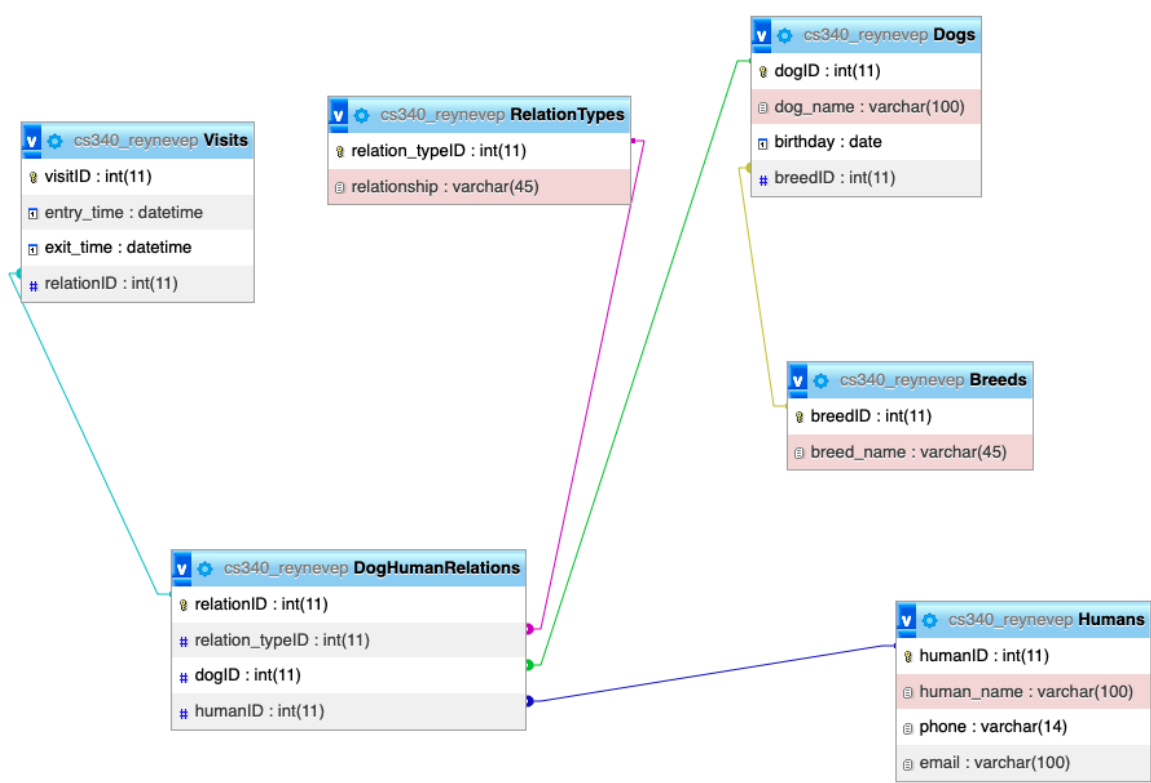 cs340_reynevep Dogs
dogID : int(11)
dog_name : varchar(100)
birthday : date
breedID : int(11)
cs340_reynevep RelationTypes
relation_typeID : int(11)
relationship : varchar(45)
cs340_reynevep Visits
visitID : int(11)
entry_time : datetime
exit_time : datetime
relationID : int(11)
cs340_reynevep Breeds
breedID : int(11)
breed_name : varchar(45)
cs340_reynevep DogHumanRelations
relationID : int(11)
relation_typeID : int(11)
dogID : int(11)
humanID : int(11)
cs340_reynevep Humans
humanID : int(11)
human_name : varchar(100)
phone : varchar(14)
email : varchar(100)